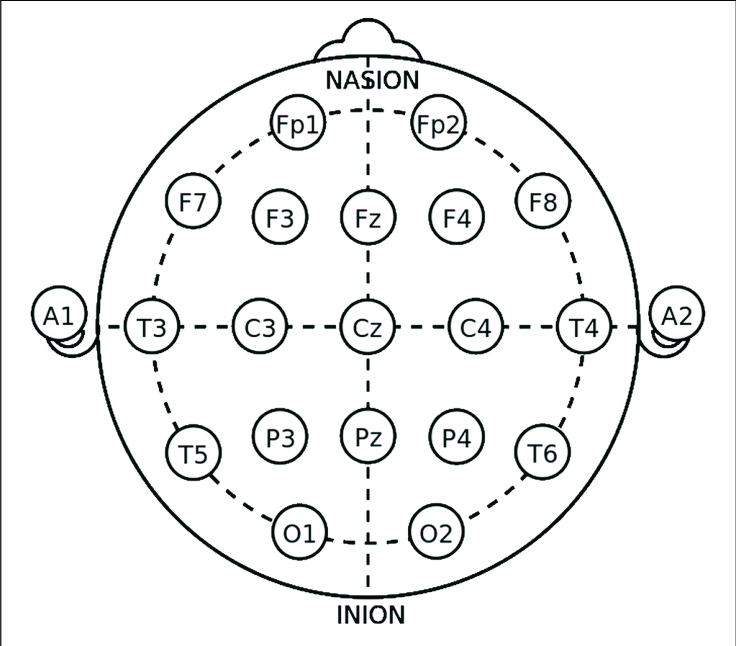 NASION
Fp1 Fp2
F7 F3 Fz F4 F8
A1 T3 C3 Cz C4 T4 A2
T5 P3 Pz P4 T6
O1 O2
INION